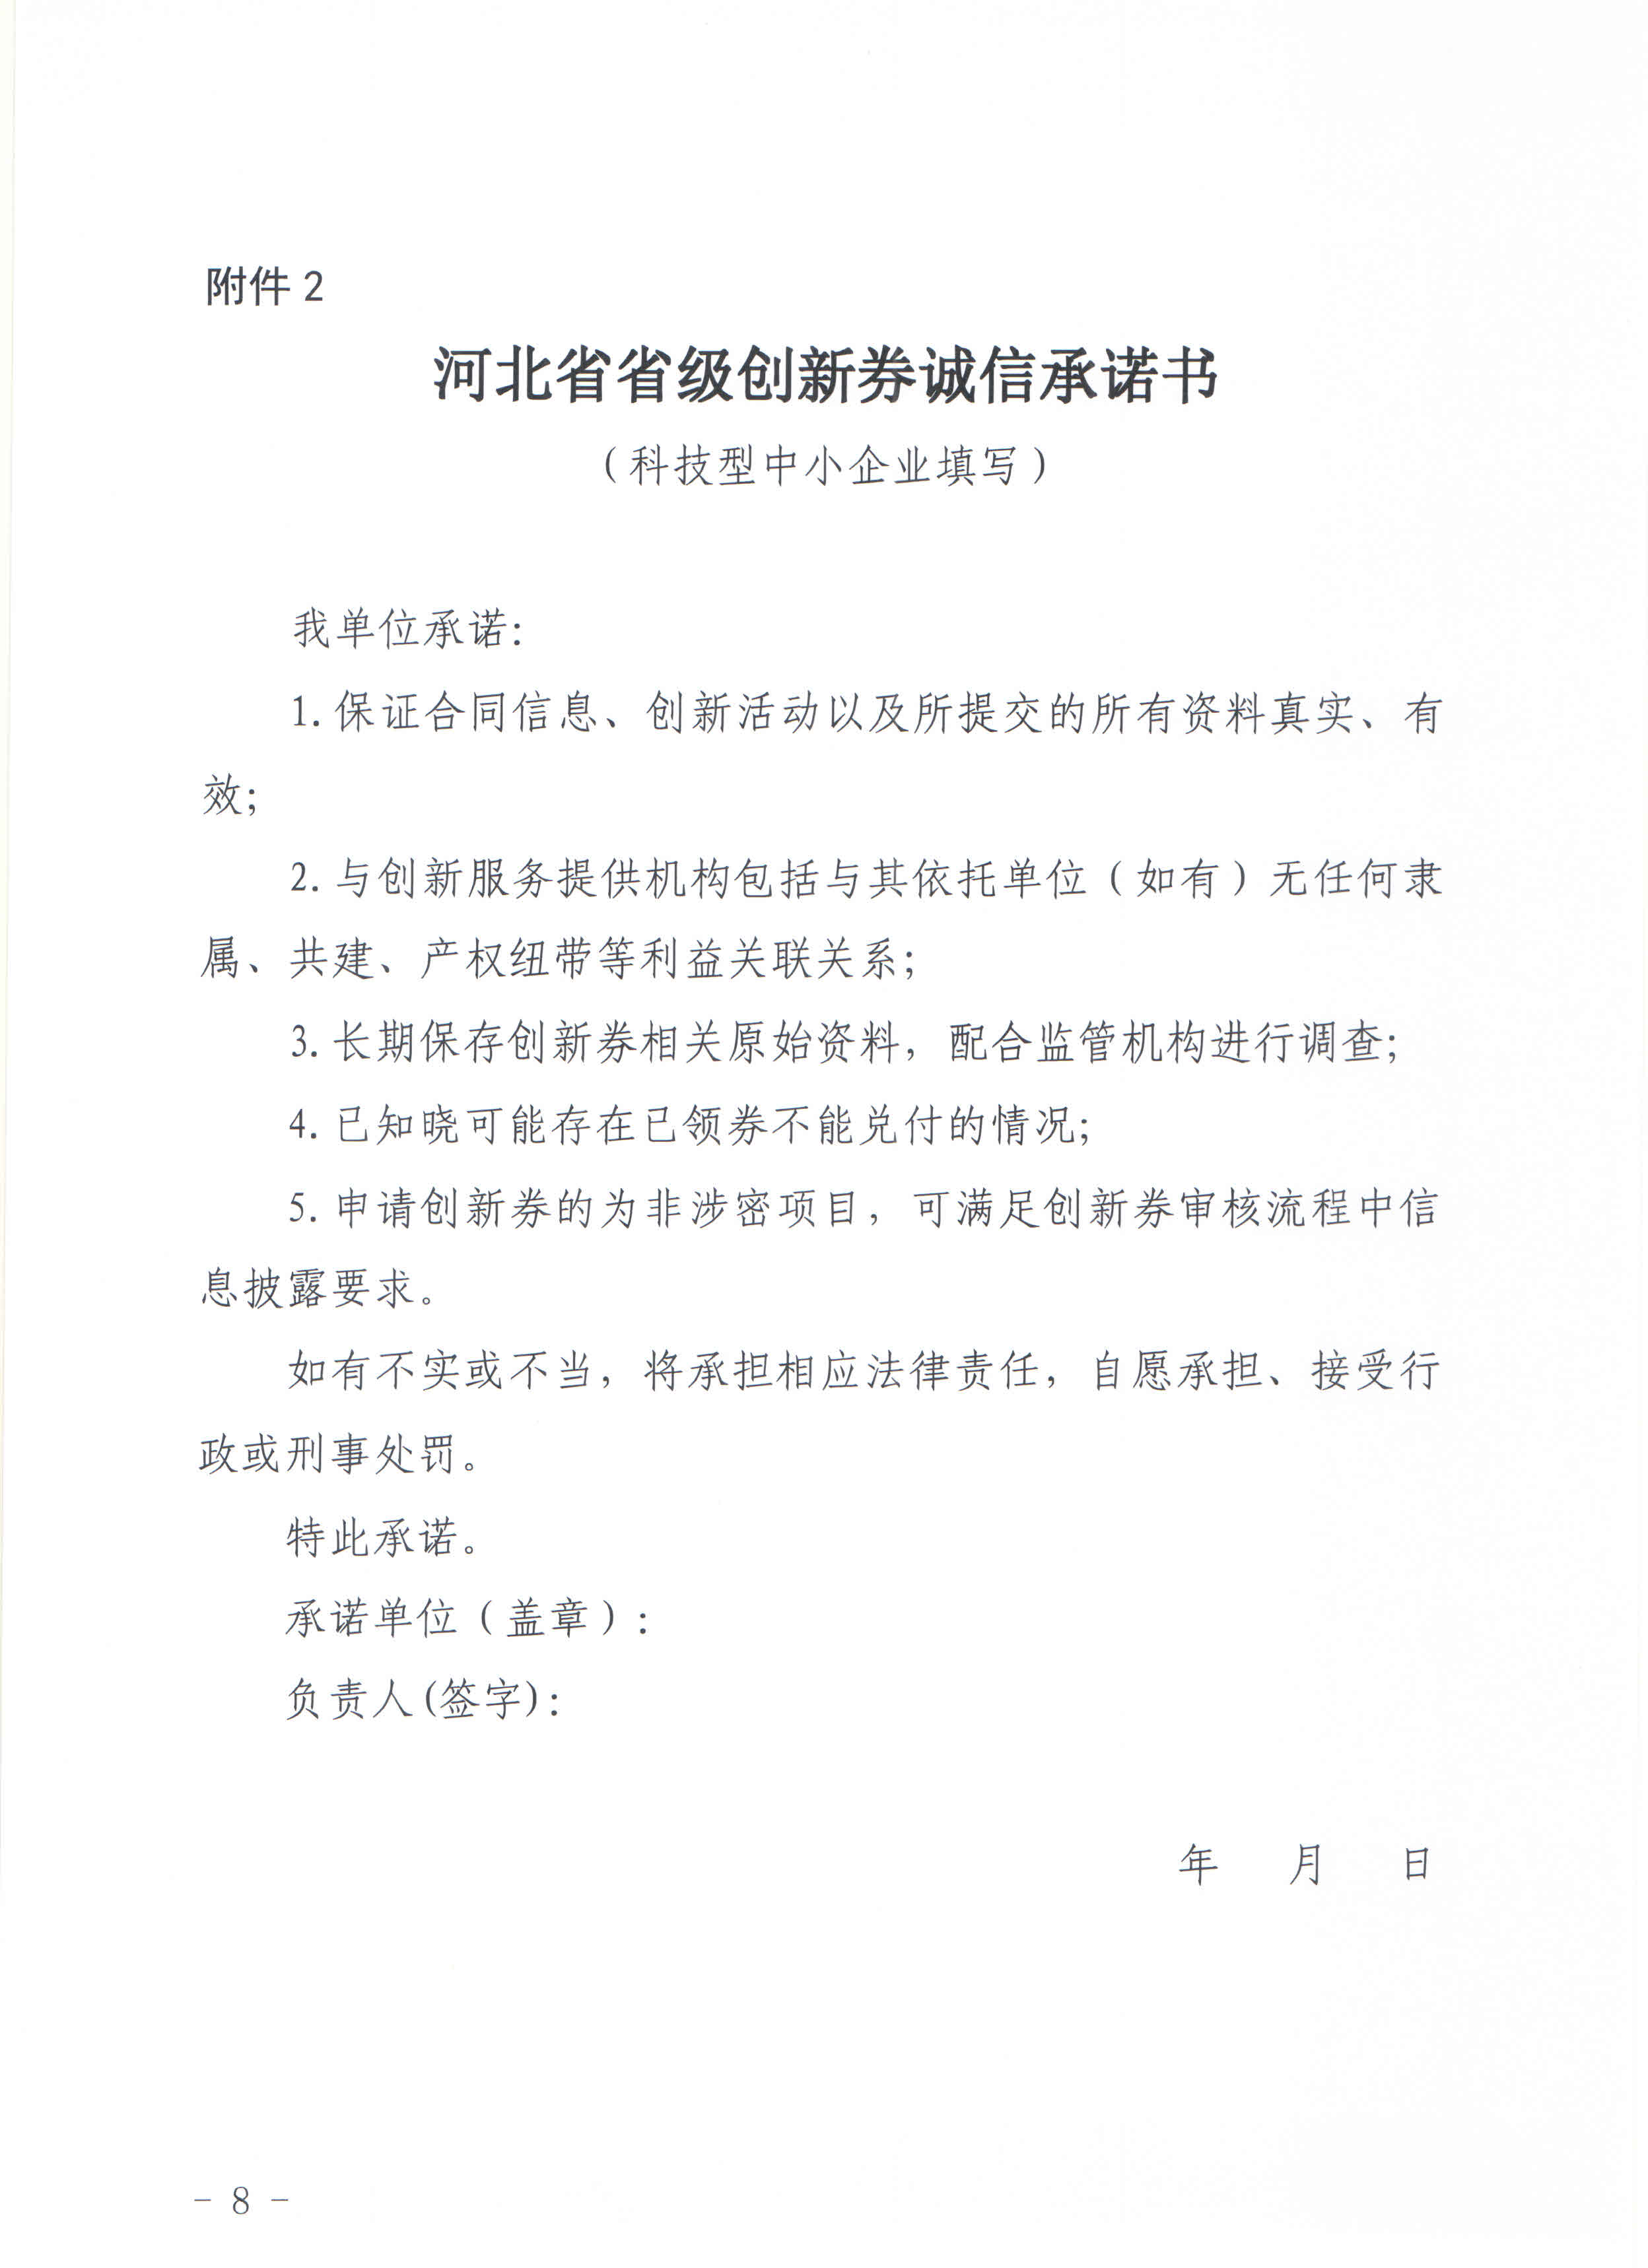 附件 2
河北省省级创新券诚信承诺书
（科技型中小企业填写）
我单位承诺：
1. 保证合同信息、创新活动以及所提交的所有资料真实、有
效；
2. 与创新服务提供机构包括与其依托单位（如有）无任何隶
属、共建、产权纽带等利益关联关系；
3. 长期保存创新券相关原始资料，配合监管机构进行调查；
4. 已知晓可能存在已领券不能兑付的情况；
5. 申请创新券的为非涉密项目，可满足创新券审核流程中信
息披露要求。
如有不实或不当，将承担相应法律责任，自愿承担、接受行
政或刑事处罚。
特此承诺。
承诺单位（盖章）：
负责人(签字)：
年 月 日
- 8 -